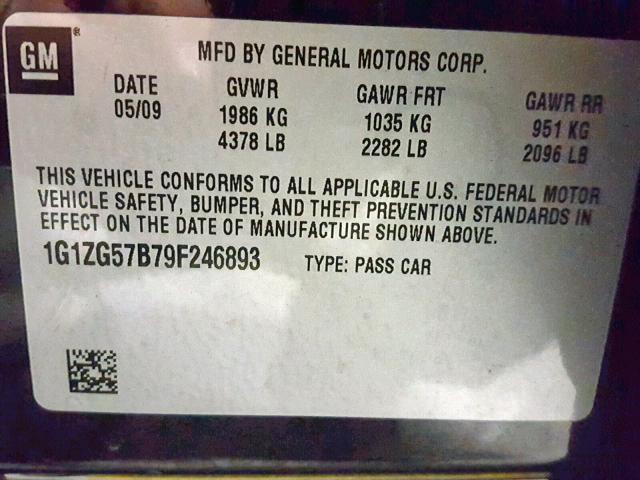 GM®
MFD BY GENERAL MOTORS CORP.
DATE GVWR GAWR FRT GAWR RR
05/09 1986 KG 1035 KG 951 KG
4378 LB 2282 LB 2096 LB
THIS VEHICLE CONFORMS TO ALL APPLICABLE U.S. FEDERAL MOTOR
VEHICLE SAFETY, BUMPER, AND THEFT PREVENTION STANDARDS IN
EFFECT ON THE DATE OF MANUFACTURE SHOWN ABOVE.
1G1ZG57B79F246893 TYPE: PASS CAR